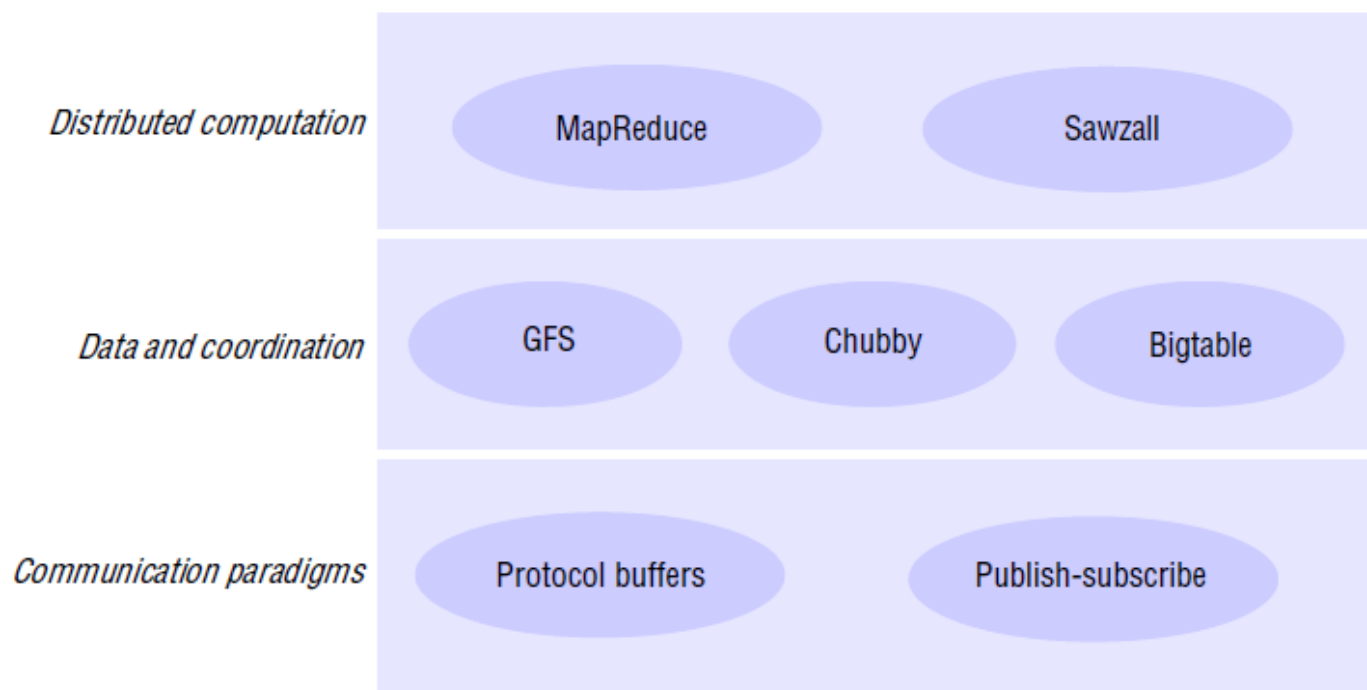 Distributed computation
MapReduce
Sawzall
Data and coordination
GFS
Chubby
Bigtable
Communication paradigms
Protocol buffers
Publish-subscribe